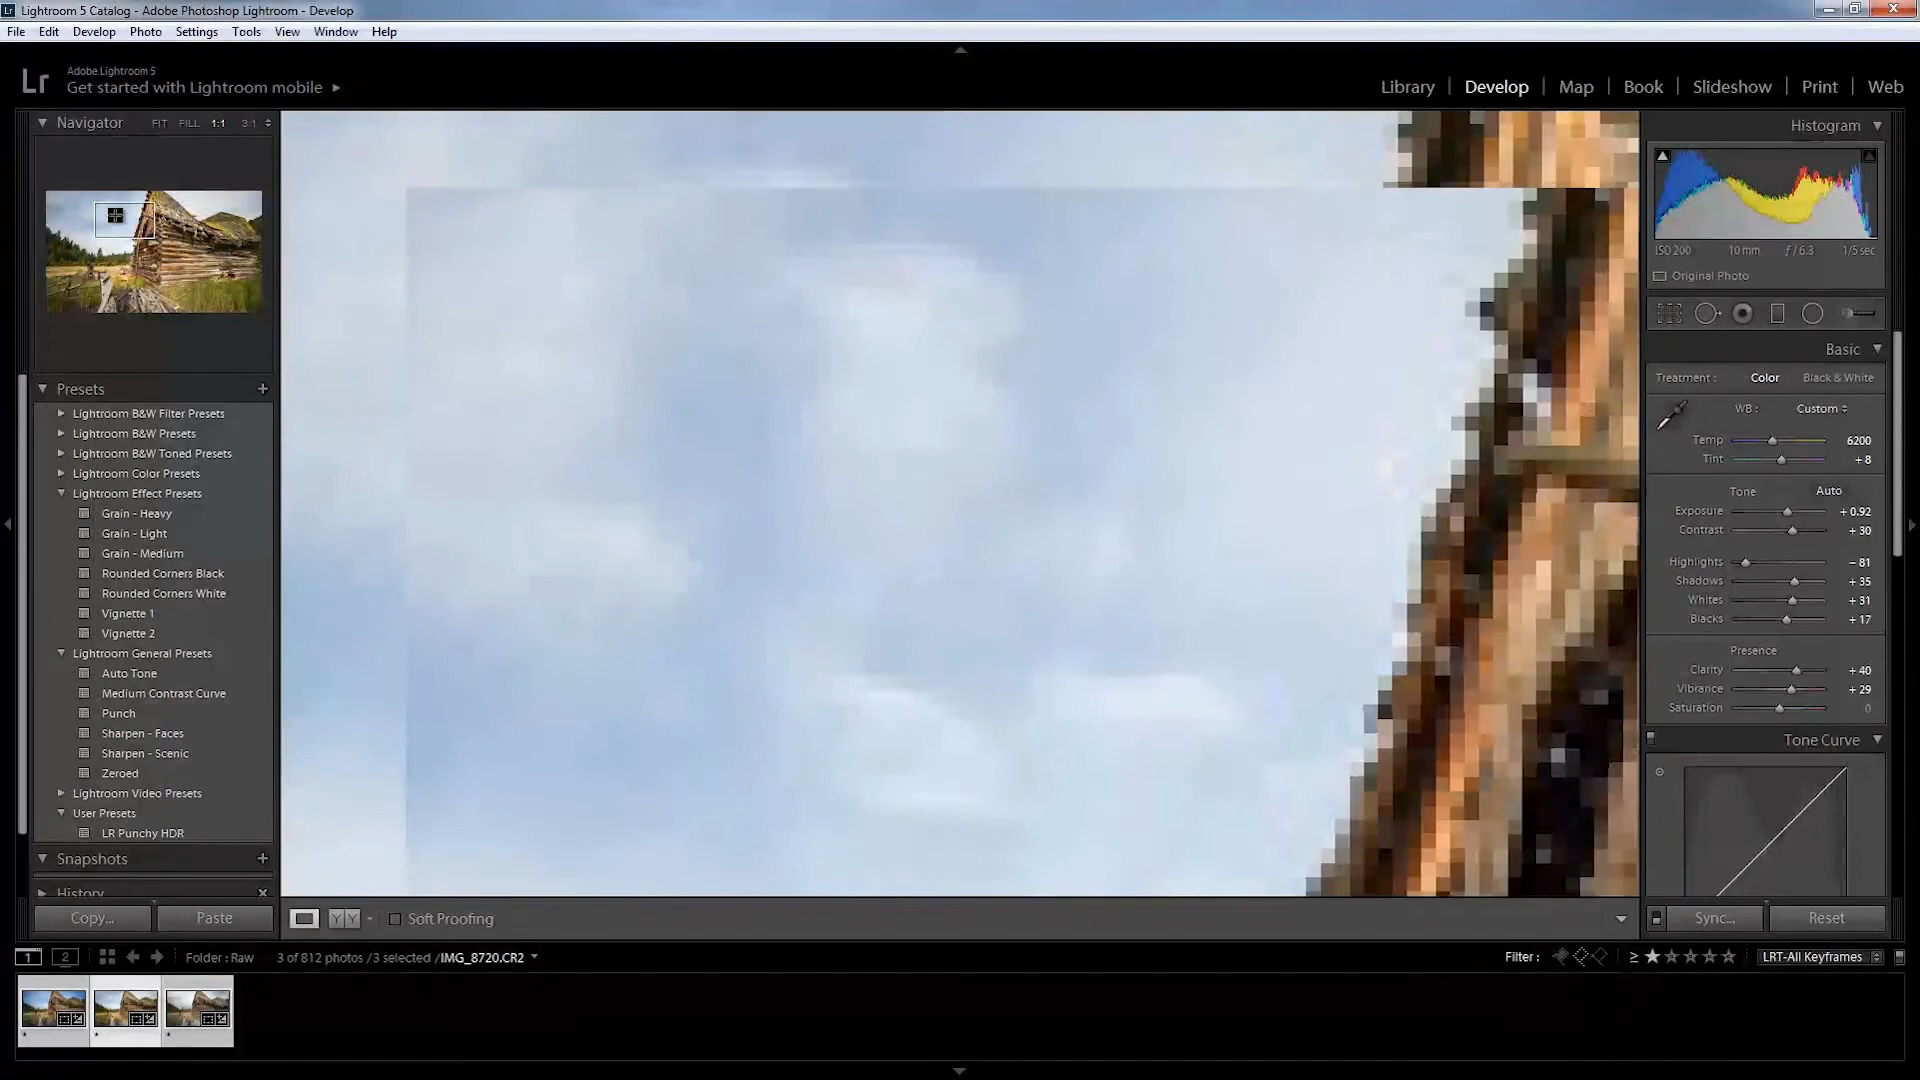 Lightroom 5 Catalog - Adobe Photoshop Lightroom - Develop
File Edit Develop Photo Settings Tools View Window Help
Lr
Adobe Lightroom 5
Get started with Lightroom mobile
Library Develop Map Book Slideshow Print Web
Navigator FIT FILL 1:1 3:1
Histogram
ISO 200 10 mm ƒ / 6.3 1/5 sec
Original Photo
Basic
Treatment : Color Black & White
WB : Custom
Temp 6200
Tint + 8
Tone Auto
Exposure + 0.92
Contrast + 30
Highlights − 81
Shadows + 35
Whites + 31
Blacks + 17
Presence
Clarity + 40
Vibrance + 29
Saturation 0
Tone Curve
Presets
Lightroom B&W Filter Presets
Lightroom B&W Presets
Lightroom B&W Toned Presets
Lightroom Color Presets
Lightroom Effect Presets
Grain - Heavy
Grain - Light
Grain - Medium
Rounded Corners Black
Rounded Corners White
Vignette 1
Vignette 2
Lightroom General Presets
Auto Tone
Medium Contrast Curve
Punch
Sharpen - Faces
Sharpen - Scenic
Zeroed
Lightroom Video Presets
User Presets
LR Punchy HDR
Snapshots
History
Copy... Paste
Soft Proofing
Sync... Reset
1 2 Folder : Raw 3 of 812 photos /3 selected /IMG_8720.CR2
Filter : ≥ LRT-All Keyframes